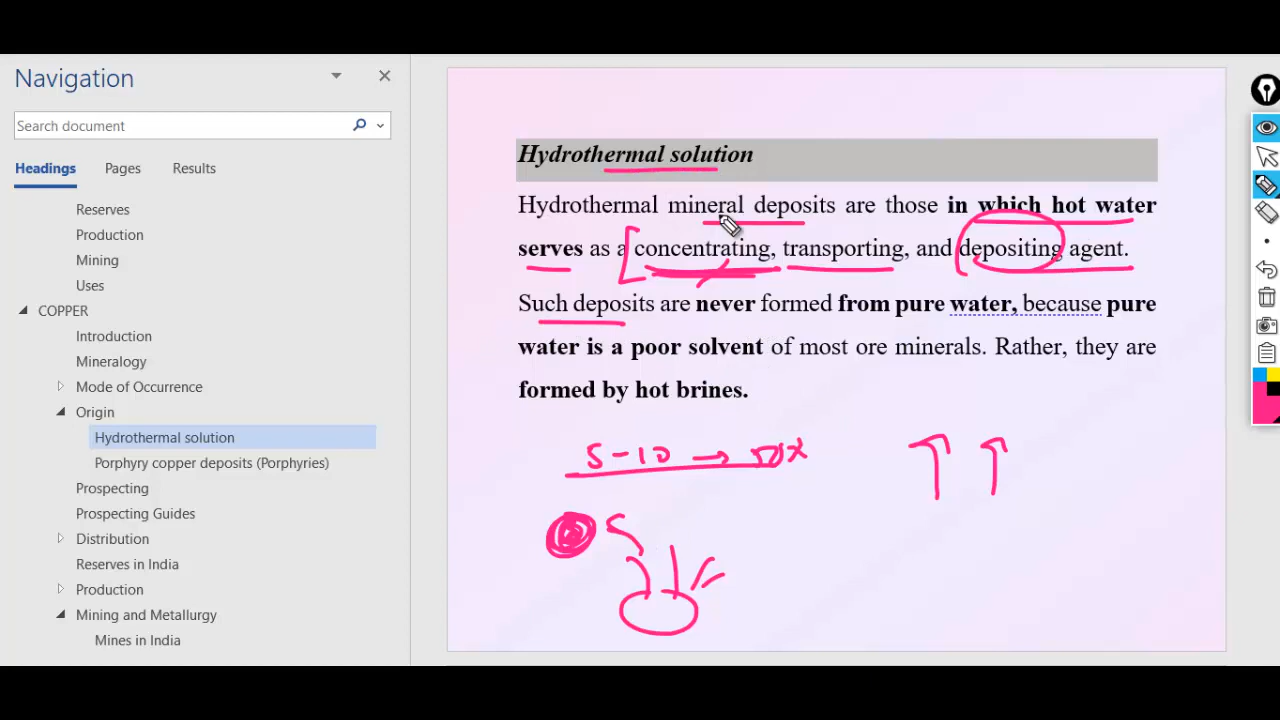 Navigation
Search document
Headings Pages Results
Reserves
Production
Mining
Uses
COPPER
Introduction
Mineralogy
Mode of Occurrence
Origin
Hydrothermal solution
Porphyry copper deposits (Porphyries)
Prospecting
Prospecting Guides
Distribution
Reserves in India
Production
Mining and Metallurgy
Mines in India
Hydrothermal solution
Hydrothermal mineral deposits are those in which hot water
serves as a concentrating, transporting, and depositing agent.
Such deposits are never formed from pure water, because pure
water is a poor solvent of most ore minerals. Rather, they are
formed by hot brines.
5-10 →